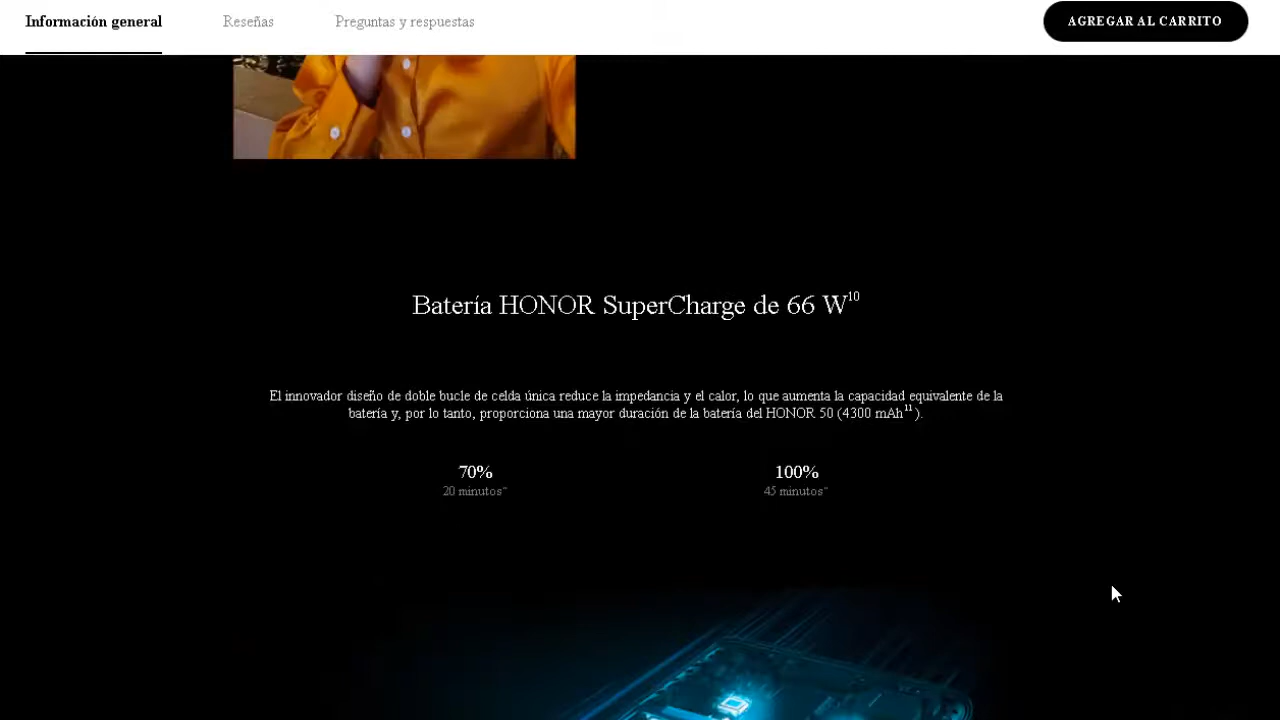 Información general
Reseñas
Preguntas y respuestas
AGREGAR AL CARRITO
Batería HONOR SuperCharge de 66 W10
El innovador diseño de doble bucle de celda única reduce la impedancia y el calor, lo que aumenta la capacidad equivalente de la
batería y, por lo tanto, proporciona una mayor duración de la batería del HONOR 50 (4300 mAh11 ).
70%
20 minutos"
100%
45 minutos"